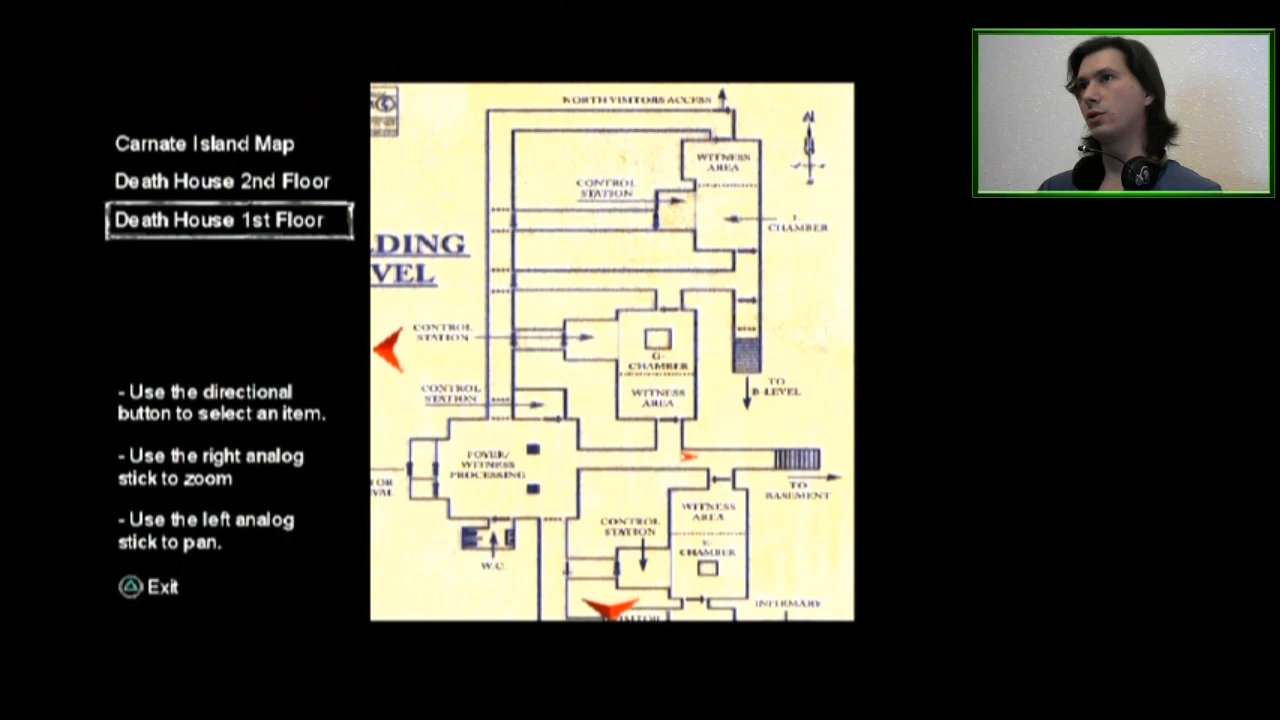 Carnate Island Map
Death House 2nd Floor
Death House 1st Floor
- Use the directional
button to select an item.
- Use the right analog
stick to zoom
- Use the left analog
stick to pan.
Exit
NORTH VISITORS ACCESS
N
WITNESS
AREA
CONTROL
STATION
CHAMBER
LDING
VEL
CONTROL
STATION
G-
CHAMBER
WITNESS
AREA
TO
B-LEVEL
CONTROL
STATION
FOYER/
WITNESS
PROCESSING
TO
BASEMENT
WITNESS
AREA
CONTROL
STATION
CHAMBER
W.C.
INFIRMARY